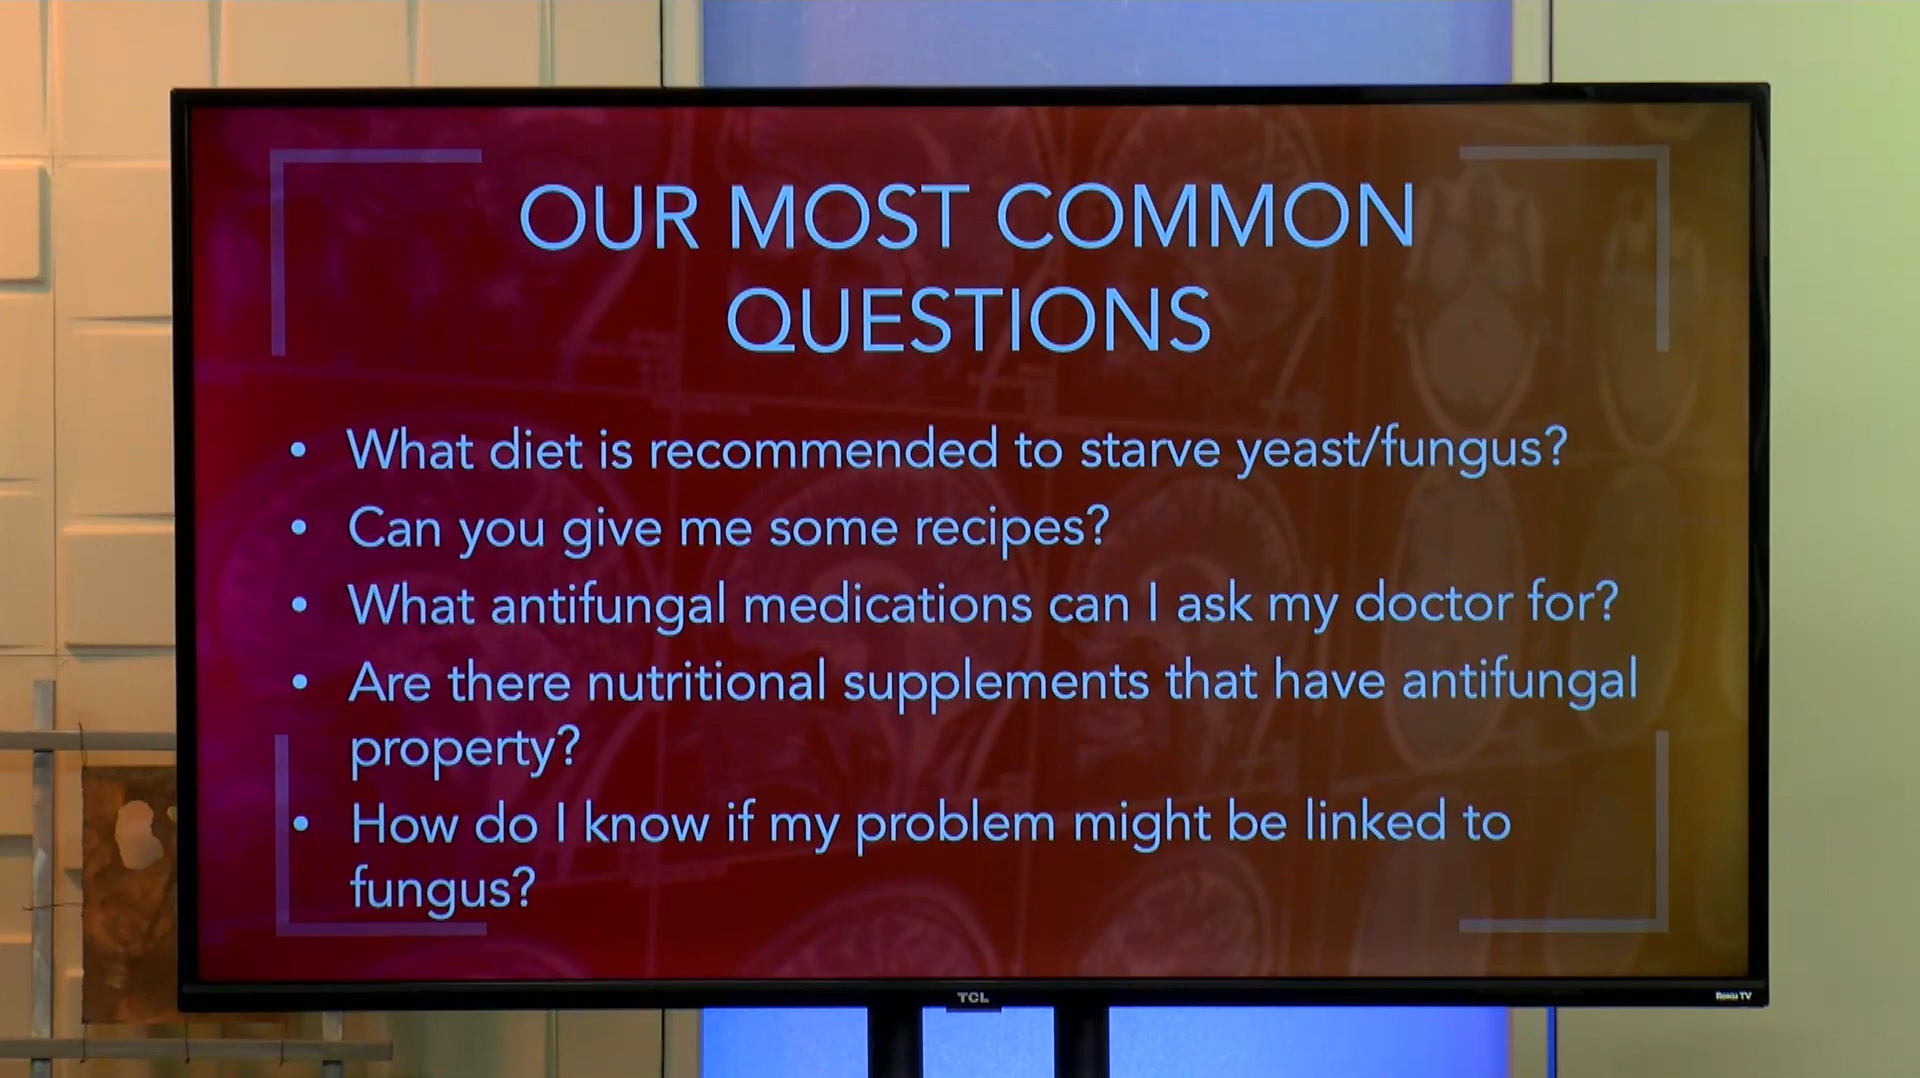 OUR MOST COMMON
QUESTIONS
• What diet is recommended to starve yeast/fungus?
• Can you give me some recipes?
• What antifungal medications can I ask my doctor for?
• Are there nutritional supplements that have antifungal
property?
• How do I know if my problem might be linked to
fungus?
TCL
Roku TV